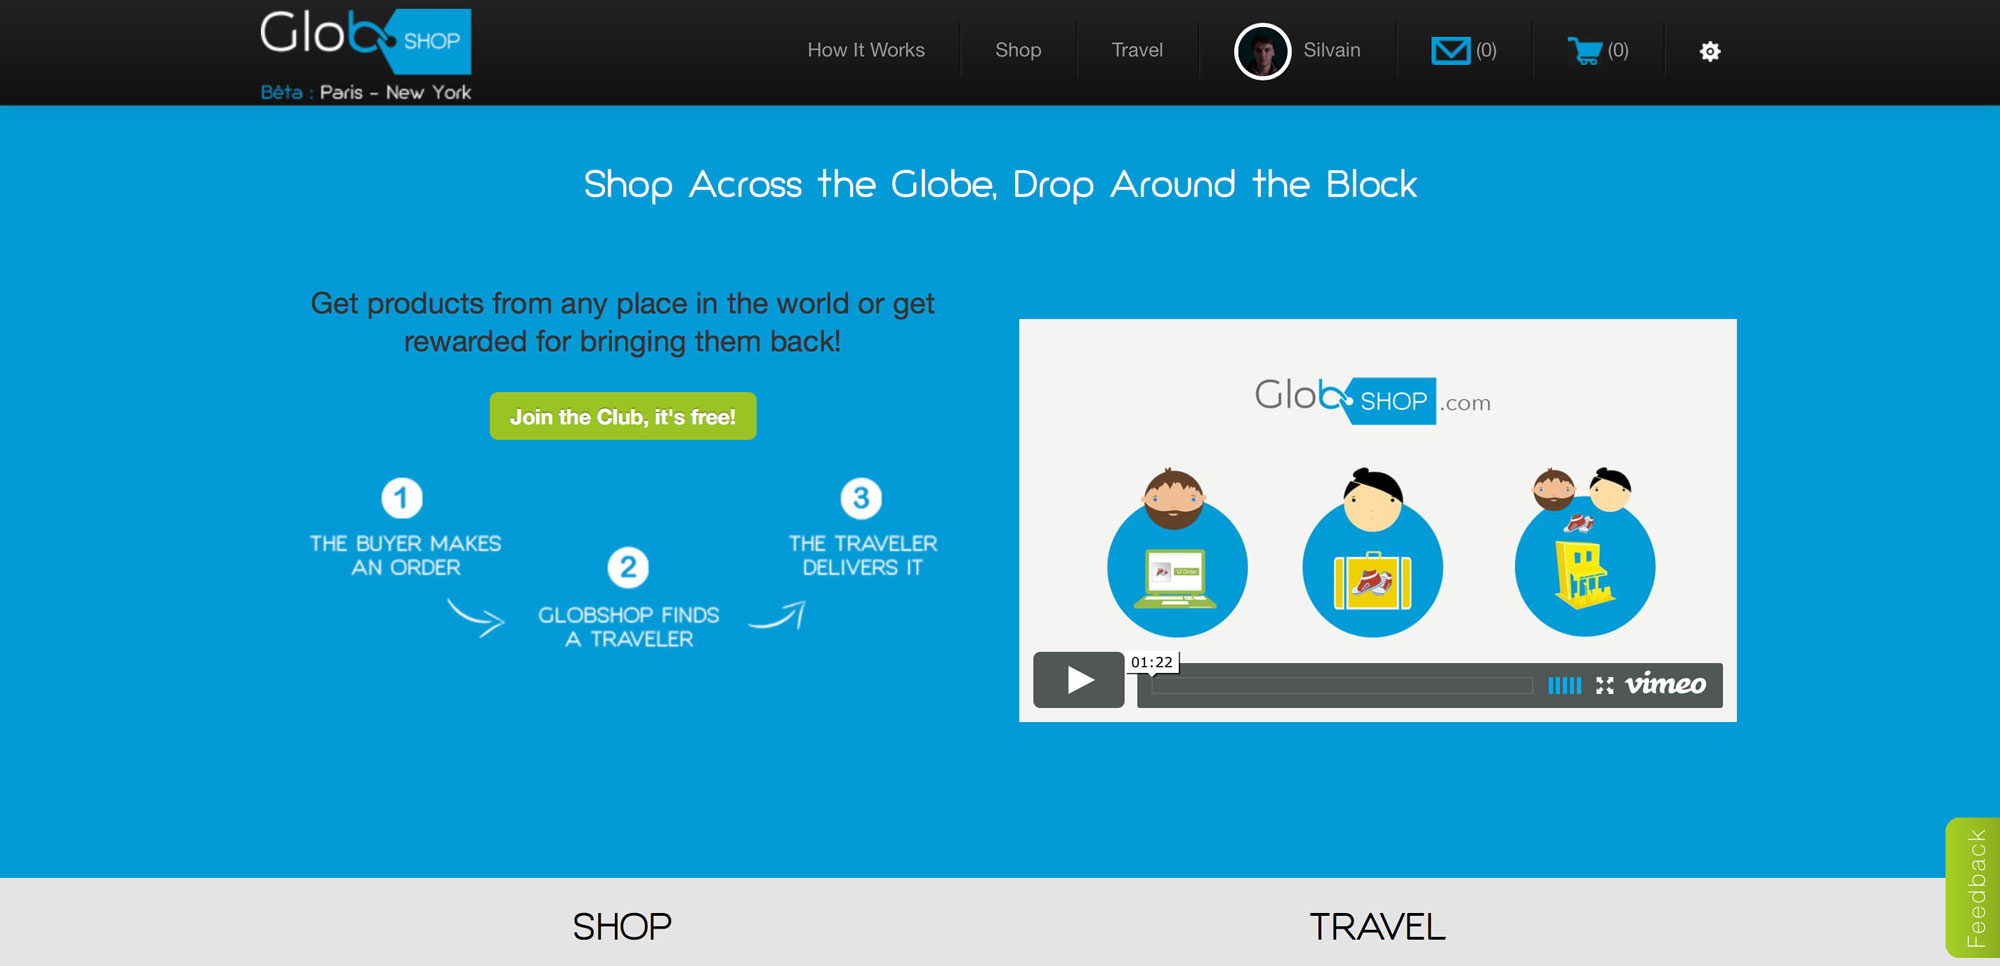 Glob SHOP
Bêta : Paris - New York
How It Works
Shop
Travel
Silvain
(0)
(0)
Shop Across the Globe, Drop Around the Block
Get products from any place in the world or get
rewarded for bringing them back!
Join the Club, it's free!
1
THE BUYER MAKES
AN ORDER
2
GLOBSHOP FINDS
A TRAVELER
3
THE TRAVELER
DELIVERS IT
Glob SHOP .com
Order
01:22
vimeo
Feedback
SHOP
TRAVEL